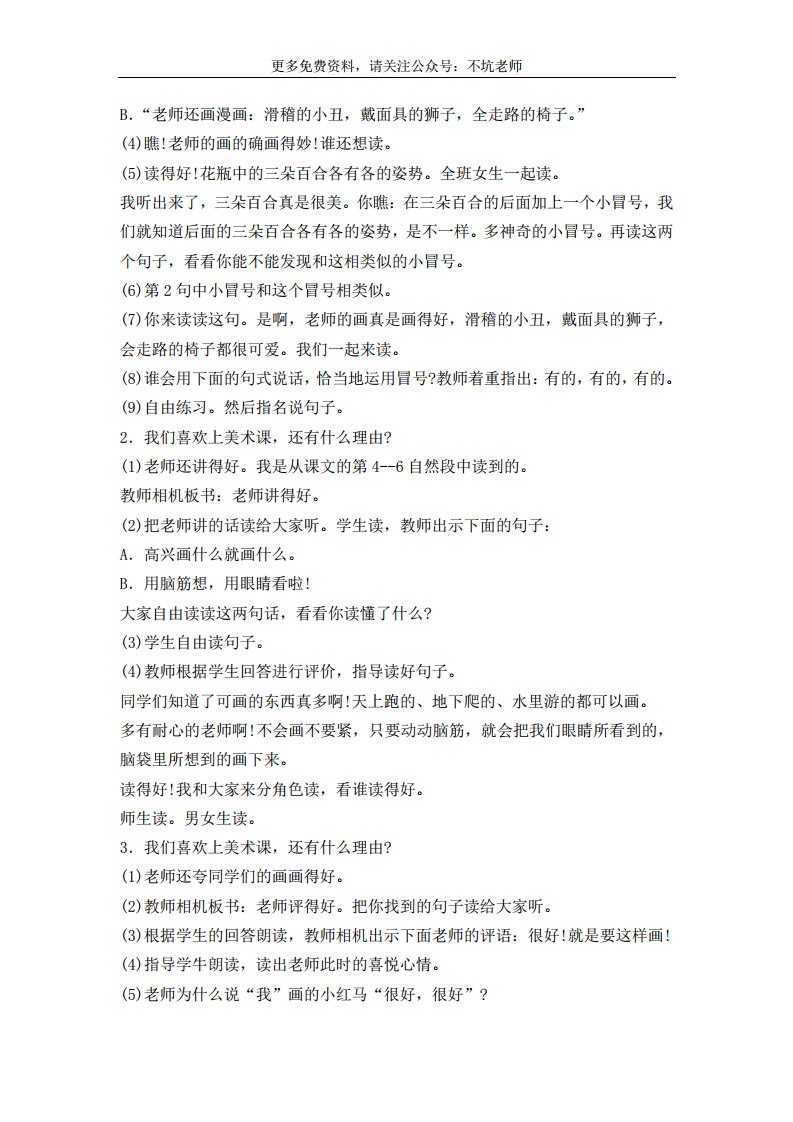 更多免费资料，请关注公众号：不坑老师
B．“老师还画漫画：滑稽的小丑，戴面具的狮子，全走路的椅子。”
(4)瞧!老师的画的确画得妙!谁还想读。
(5)读得好!花瓶中的三朵百合各有各的姿势。全班女生一起读。
我听出来了，三朵百合真是很美。你瞧：在三朵百合的后面加上一个小冒号，我
们就知道后面的三朵百合各有各的姿势，是不一样。多神奇的小冒号。再读这两
个句子，看看你能不能发现和这相类似的小冒号。
(6)第 2 句中小冒号和这个冒号相类似。
(7)你来读读这句。是啊，老师的画真是画得好，滑稽的小丑，戴面具的狮子，
会走路的椅子都很可爱。我们一起来读。
(8)谁会用下面的句式说话，恰当地运用冒号?教师着重指出：有的，有的，有的。
(9)自由练习。然后指名说句子。
2．我们喜欢上美术课，还有什么理由?
(1)老师还讲得好。我是从课文的第 4--6 自然段中读到的。
教师相机板书：老师讲得好。
(2)把老师讲的话读给大家听。学生读，教师出示下面的句子：
A．高兴画什么就画什么。
B．用脑筋想，用眼睛看啦!
大家自由读读这两句话，看看你读懂了什么?
(3)学生自由读句子。
(4)教师根据学生回答进行评价，指导读好句子。
同学们知道了可画的东西真多啊!天上跑的、地下爬的、水里游的都可以画。
多有耐心的老师啊!不会画不要紧，只要动动脑筋，就会把我们眼睛所看到的，
脑袋里所想到的画下来。
读得好!我和大家来分角色读，看谁读得好。
师生读。男女生读。
3．我们喜欢上美术课，还有什么理由?
(1)老师还夸同学们的画画得好。
(2)教师相机板书：老师评得好。把你找到的句子读给大家听。
(3)根据学生的回答朗读，教师相机出示下面老师的评语：很好!就是要这样画!
(4)指导学牛朗读，读出老师此时的喜悦心情。
(5)老师为什么说“我”画的小红马“很好，很好”?